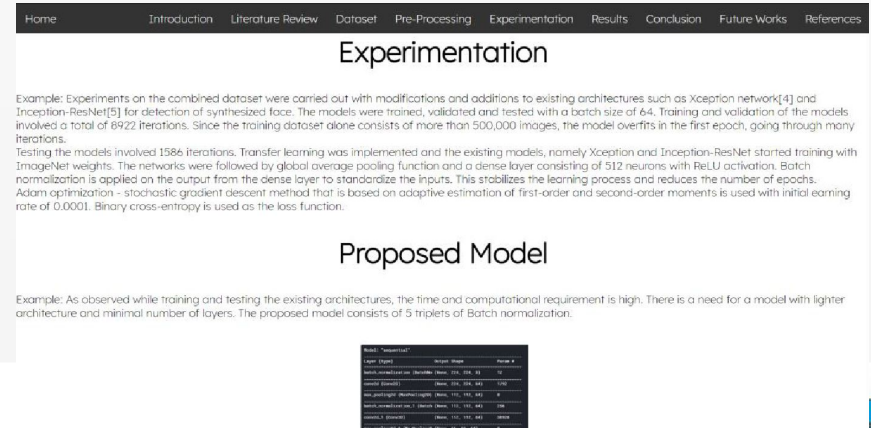 Home Introduction Literature Review Dataset Pre-Processing Experimentation Results Conclusion Future Works References
Experimentation
Example: Experiments on the combined dataset were carried out with modifications and additions to existing architectures such as Xception network[4] and
Inception-ResNet[5] for detection of synthesized face. The models were trained, validated and tested with a batch size of 64. Training and validation of the models
involved a total of 8922 iterations. Since the training dataset alone consists of more than 500,000 images, the model overfits in the first epoch, going through many
iterations.
Testing the models involved 1586 iterations. Transfer learning was implemented and the existing models, namely Xception and Inception-ResNet started training with
ImageNet weights. The networks were followed by global average pooling function and a dense layer consisting of 512 neurons with ReLU activation. Batch
normalization is applied on the output from the dense layer to standardize the inputs. This stabilizes the learning process and reduces the number of epochs.
Adam optimization - stochastic gradient descent method that is based on adaptive estimation of first-order and second-order moments is used with initial earning
rate of 0.0001. Binary cross-entropy is used as the loss function.
Proposed Model
Example: As observed while training and testing the existing architectures, the time and computational requirement is high. There is a need for a model with lighter
architecture and minimal number of layers. The proposed model consists of 5 triplets of Batch normalization.
Model: "sequential"
Layer (type) Output Shape Param #